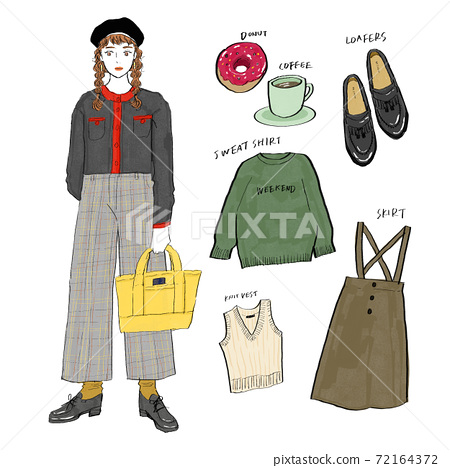 DONUT
COFFEE
LOAFERS
SWEAT SHIRT
WEEKEND
SKIRT
KNIT VEST
PIXTA
72164372